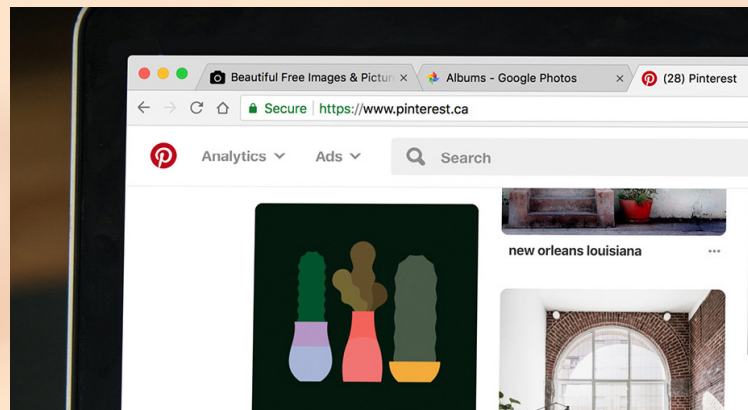 Beautiful Free Images & Pictur
Albums - Google Photos
(28) Pinterest
Secure
https://www.pinterest.ca
Analytics
Ads
Search
new orleans louisiana